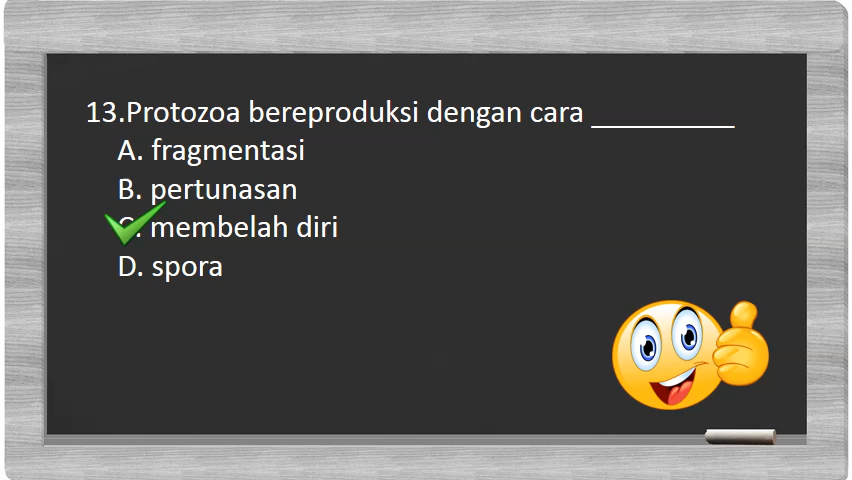 13.Protozoa bereproduksi dengan cara _________
A. fragmentasi
B. pertunasan
C. membelah diri
D. spora